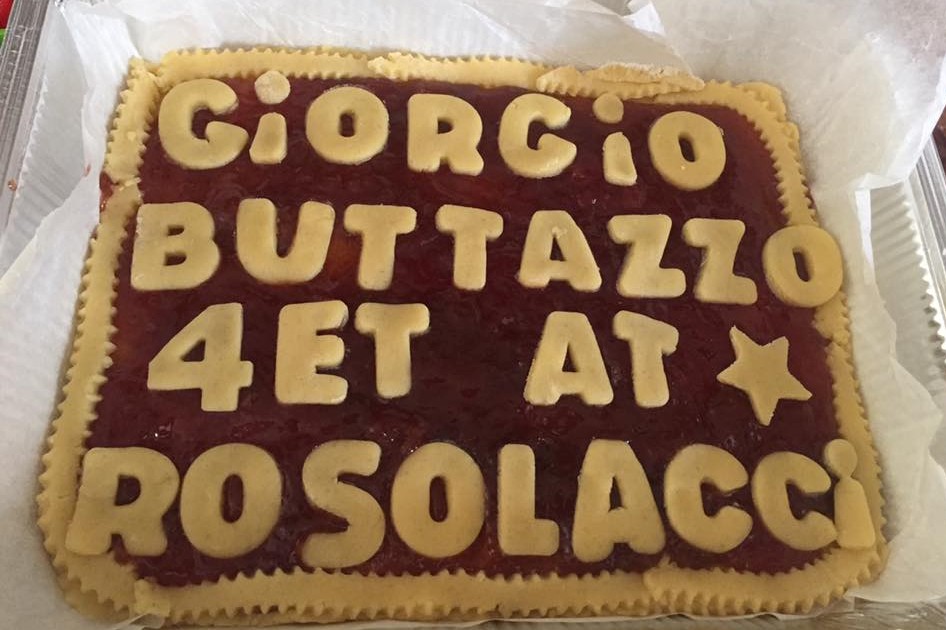 GiORGiO
BUTTAZZO
4ET AT
ROSOLACCi